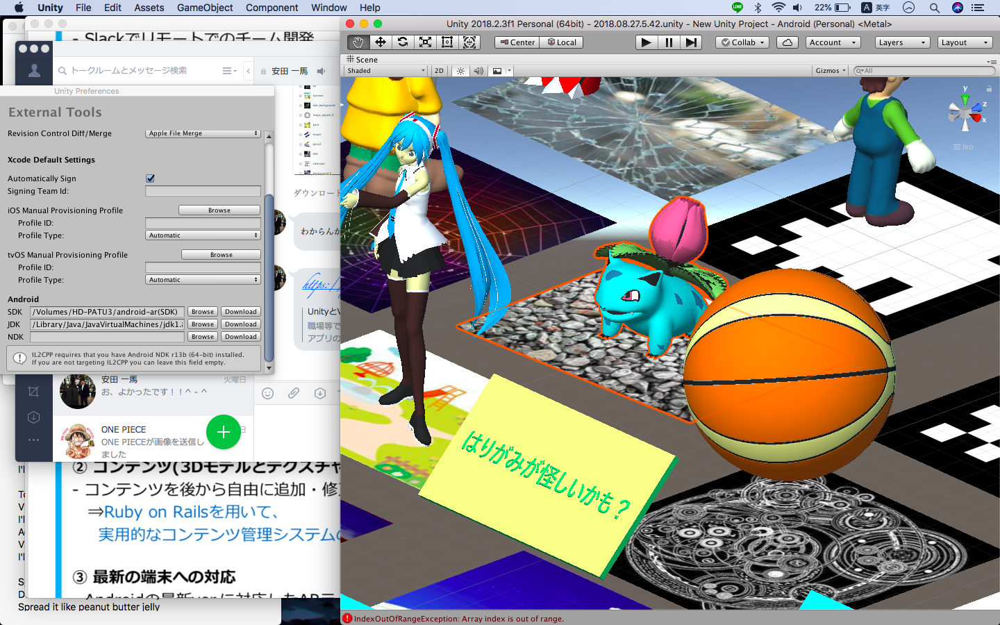 Unity File Edit Assets GameObject Component Window Help
LINE
22%
A 英字
- Slackでリモートでのチーム開発
Unity 2018.2.3f1 Personal (64bit) - 2018.08.27.5.42.unity - New Unity Project - Android (Personal) <Metal>
Center Local
Collab Account Layers Layout
Scene
Shaded 2D Gizmos All
y
z
x
Iso
トークルームとメッセージ検索
安田 一馬
Unity Preferences
External Tools
Revision Control Diff/Merge Apple File Merge
Xcode Default Settings
Automatically Sign
Signing Team Id:
iOS Manual Provisioning Profile Browse
Profile ID:
Profile Type: Automatic
tvOS Manual Provisioning Profile Browse
Profile ID:
Profile Type: Automatic
Android
SDK /Volumes/HD-PATU3/android-ar(SDK) Browse Download
JDK /Library/Java/JavaVirtualMachines/jdk1. Browse Download
NDK Browse Download
IL2CPP requires that you have Android NDK r13b (64-bit) installed.
If you are not targeting IL2CPP you can leave this field empty.
ダウンロード
わからんか
https:/
UnityとV
職場等で
アプリの
安田 一馬 火曜日
お、よかったです！！^ - ^
ONE PIECE
ONE PIECEが画像を送信し
ました
② コンテンツ(3Dモデルとテクスチャ
- コンテンツを後から自由に追加・修
⇒Ruby on Railsを用いて、
実用的なコンテンツ管理システムの
③ 最新の端末への対応
Androidの最新verに対応したARラ
Spread it like peanut butter jelly
はりがみが怪しいかも？
IndexOutOfRangeException: Array index is out of range.